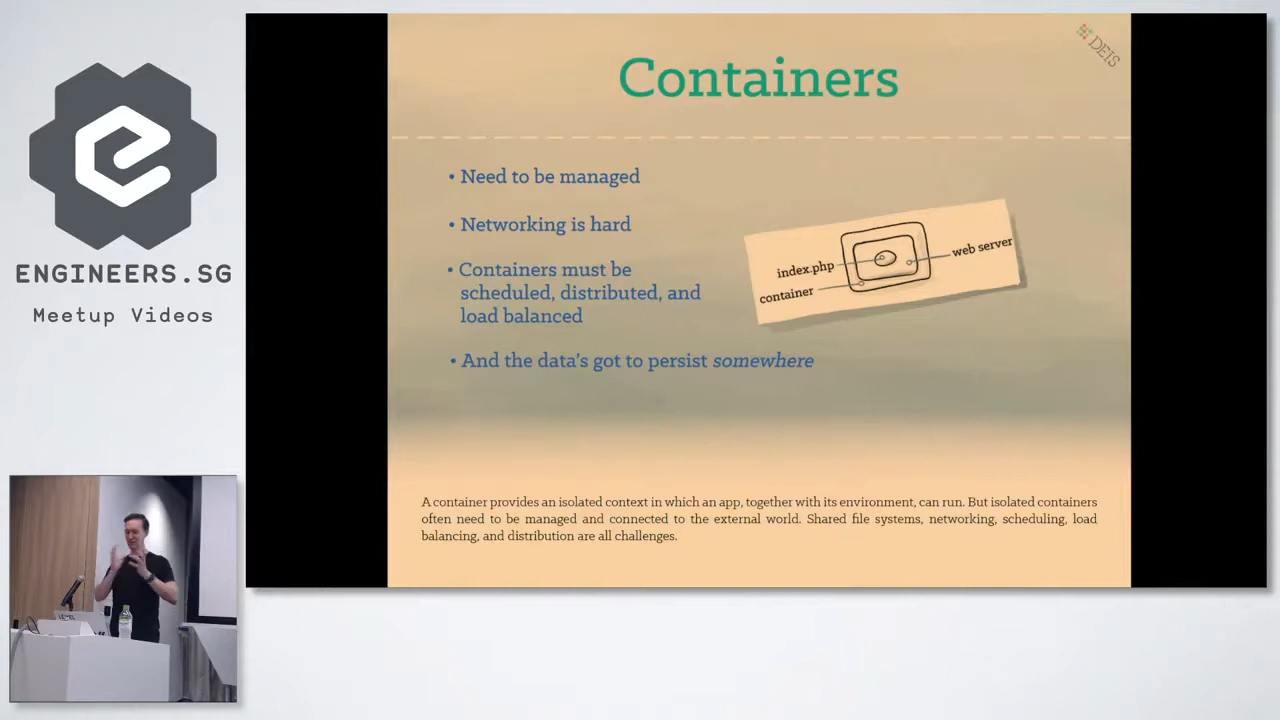 ENGINEERS.SG
Meetup Videos
DEIS
Containers
• Need to be managed
• Networking is hard
• Containers must be
scheduled, distributed, and
load balanced
• And the data's got to persist somewhere
index.php
web server
container
A container provides an isolated context in which an app, together with its environment, can run. But isolated containers
often need to be managed and connected to the external world. Shared file systems, networking, scheduling, load
balancing, and distribution are all challenges.